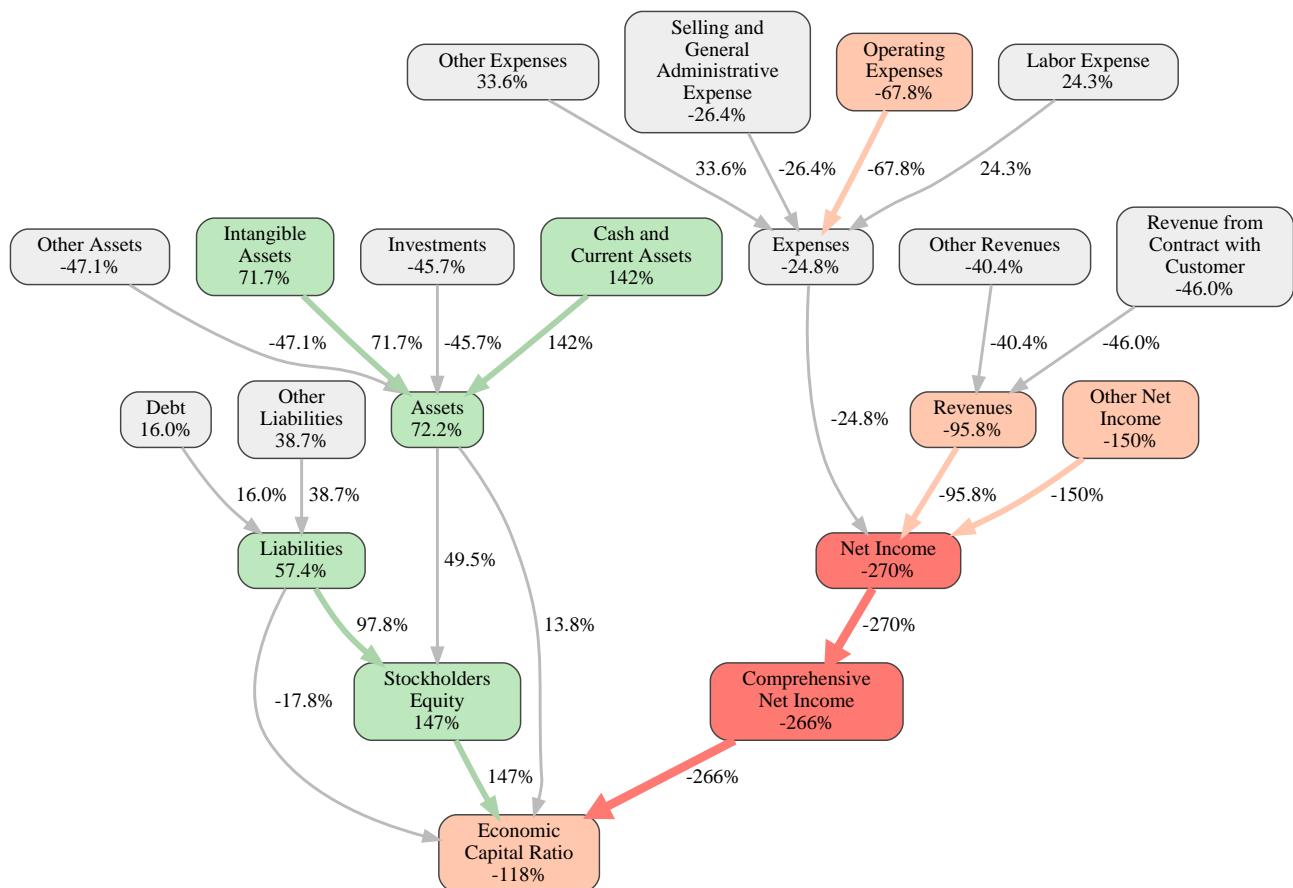 Other Expenses
33.6%
Selling and
General
Administrative
Expense
-26.4%
Operating
Expenses
-67.8%
Labor Expense
24.3%
33.6%
-26.4%
-67.8%
24.3%
Other Assets
-47.1%
Intangible
Assets
71.7%
Investments
-45.7%
Cash and
Current Assets
142%
Expenses
-24.8%
Other Revenues
-40.4%
Revenue from
Contract with
Customer
-46.0%
-47.1%
71.7%
-45.7%
142%
-40.4%
-46.0%
Debt
16.0%
Other
Liabilities
38.7%
Assets
72.2%
-24.8%
Revenues
-95.8%
Other Net
Income
-150%
16.0%
38.7%
-95.8%
-150%
Liabilities
57.4%
49.5%
Net Income
-270%
97.8%
13.8%
-270%
-17.8%
Stockholders
Equity
147%
Comprehensive
Net Income
-266%
147%
-266%
Economic
Capital Ratio
-118%